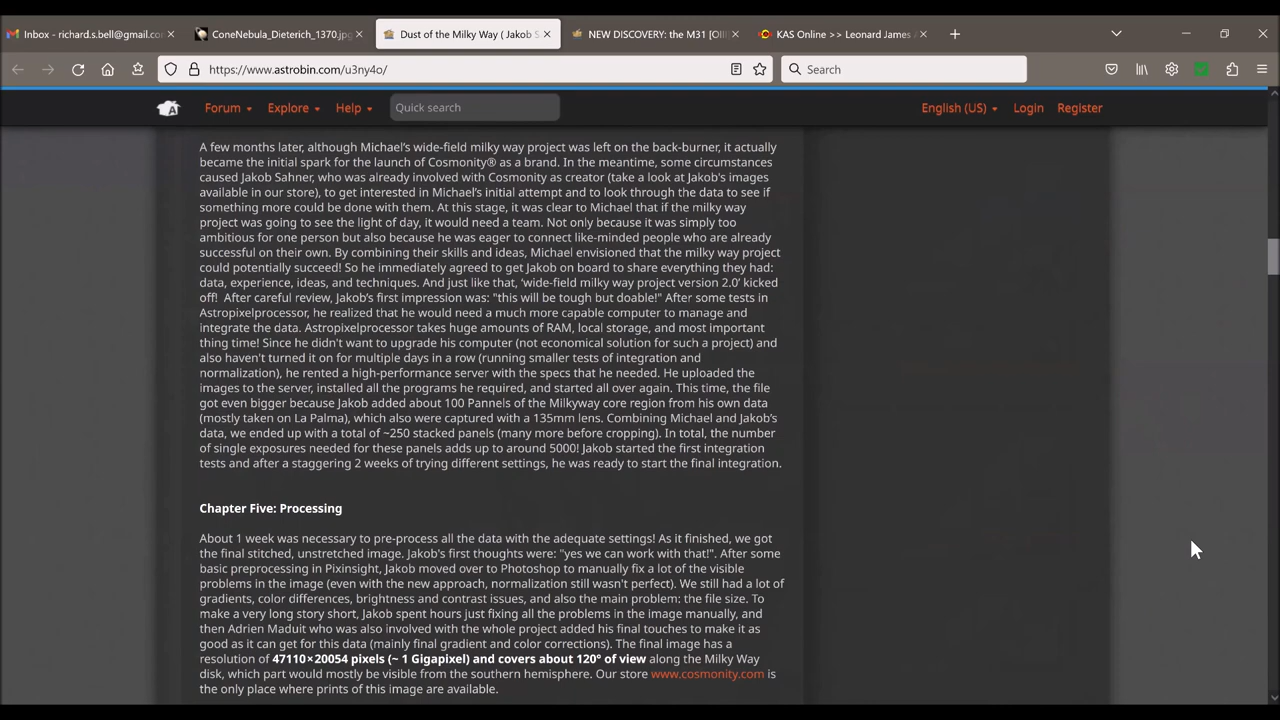 Inbox - richard.s.bell@gmail.co
ConeNebula_Dieterich_1370.jpg
Dust of the Milky Way ( Jakob S
NEW DISCOVERY: the M31 [OIII
KAS Online >> Leonard James A
https://www.astrobin.com/u3ny4o/
Search
Forum
Explore
Help
Quick search
English (US)
Login
Register
A few months later, although Michael's wide-field milky way project was left on the back-burner, it actually
became the initial spark for the launch of Cosmonity® as a brand. In the meantime, some circumstances
caused Jakob Sahner, who was already involved with Cosmonity as creator (take a look at Jakob's images
available in our store), to get interested in Michael's initial attempt and to look through the data to see if
something more could be done with them. At this stage, it was clear to Michael that if the milky way
project was going to see the light of day, it would need a team. Not only because it was simply too
ambitious for one person but also because he was eager to connect like-minded people who are already
successful on their own. By combining their skills and ideas, Michael envisioned that the milky way project
could potentially succeed! So he immediately agreed to get Jakob on board to share everything they had:
data, experience, ideas, and techniques. And just like that, 'wide-field milky way project version 2.0' kicked
off!  After careful review, Jakob's first impression was: "this will be tough but doable!" After some tests in
Astropixelprocessor, he realized that he would need a much more capable computer to manage and
integrate the data. Astropixelprocessor takes huge amounts of RAM, local storage, and most important
thing time! Since he didn't want to upgrade his computer (not economical solution for such a project) and
also haven't turned it on for multiple days in a row (running smaller tests of integration and
normalization), he rented a high-performance server with the specs that he needed. He uploaded the
images to the server, installed all the programs he required, and started all over again. This time, the file
got even bigger because Jakob added about 100 Pannels of the Milkyway core region from his own data
(mostly taken on La Palma), which also were captured with a 135mm lens. Combining Michael and Jakob's
data, we ended up with a total of ~250 stacked panels (many more before cropping). In total, the number
of single exposures needed for these panels adds up to around 5000! Jakob started the first integration
tests and after a staggering 2 weeks of trying different settings, he was ready to start the final integration.
Chapter Five: Processing
About 1 week was necessary to pre-process all the data with the adequate settings! As it finished, we got
the final stitched, unstretched image. Jakob's first thoughts were: "yes we can work with that!". After some
basic preprocessing in Pixinsight, Jakob moved over to Photoshop to manually fix a lot of the visible
problems in the image (even with the new approach, normalization still wasn't perfect). We still had a lot of
gradients, color differences, brightness and contrast issues, and also the main problem: the file size. To
make a very long story short, Jakob spent hours just fixing all the problems in the image manually, and
then Adrien Maduit who was also involved with the whole project added his final touches to make it as
good as it can get for this data (mainly final gradient and color corrections). The final image has a
resolution of 47110×20054 pixels (~ 1 Gigapixel) and covers about 120° of view along the Milky Way
disk, which part would mostly be visible from the southern hemisphere. Our store www.cosmonity.com is
the only place where prints of this image are available.